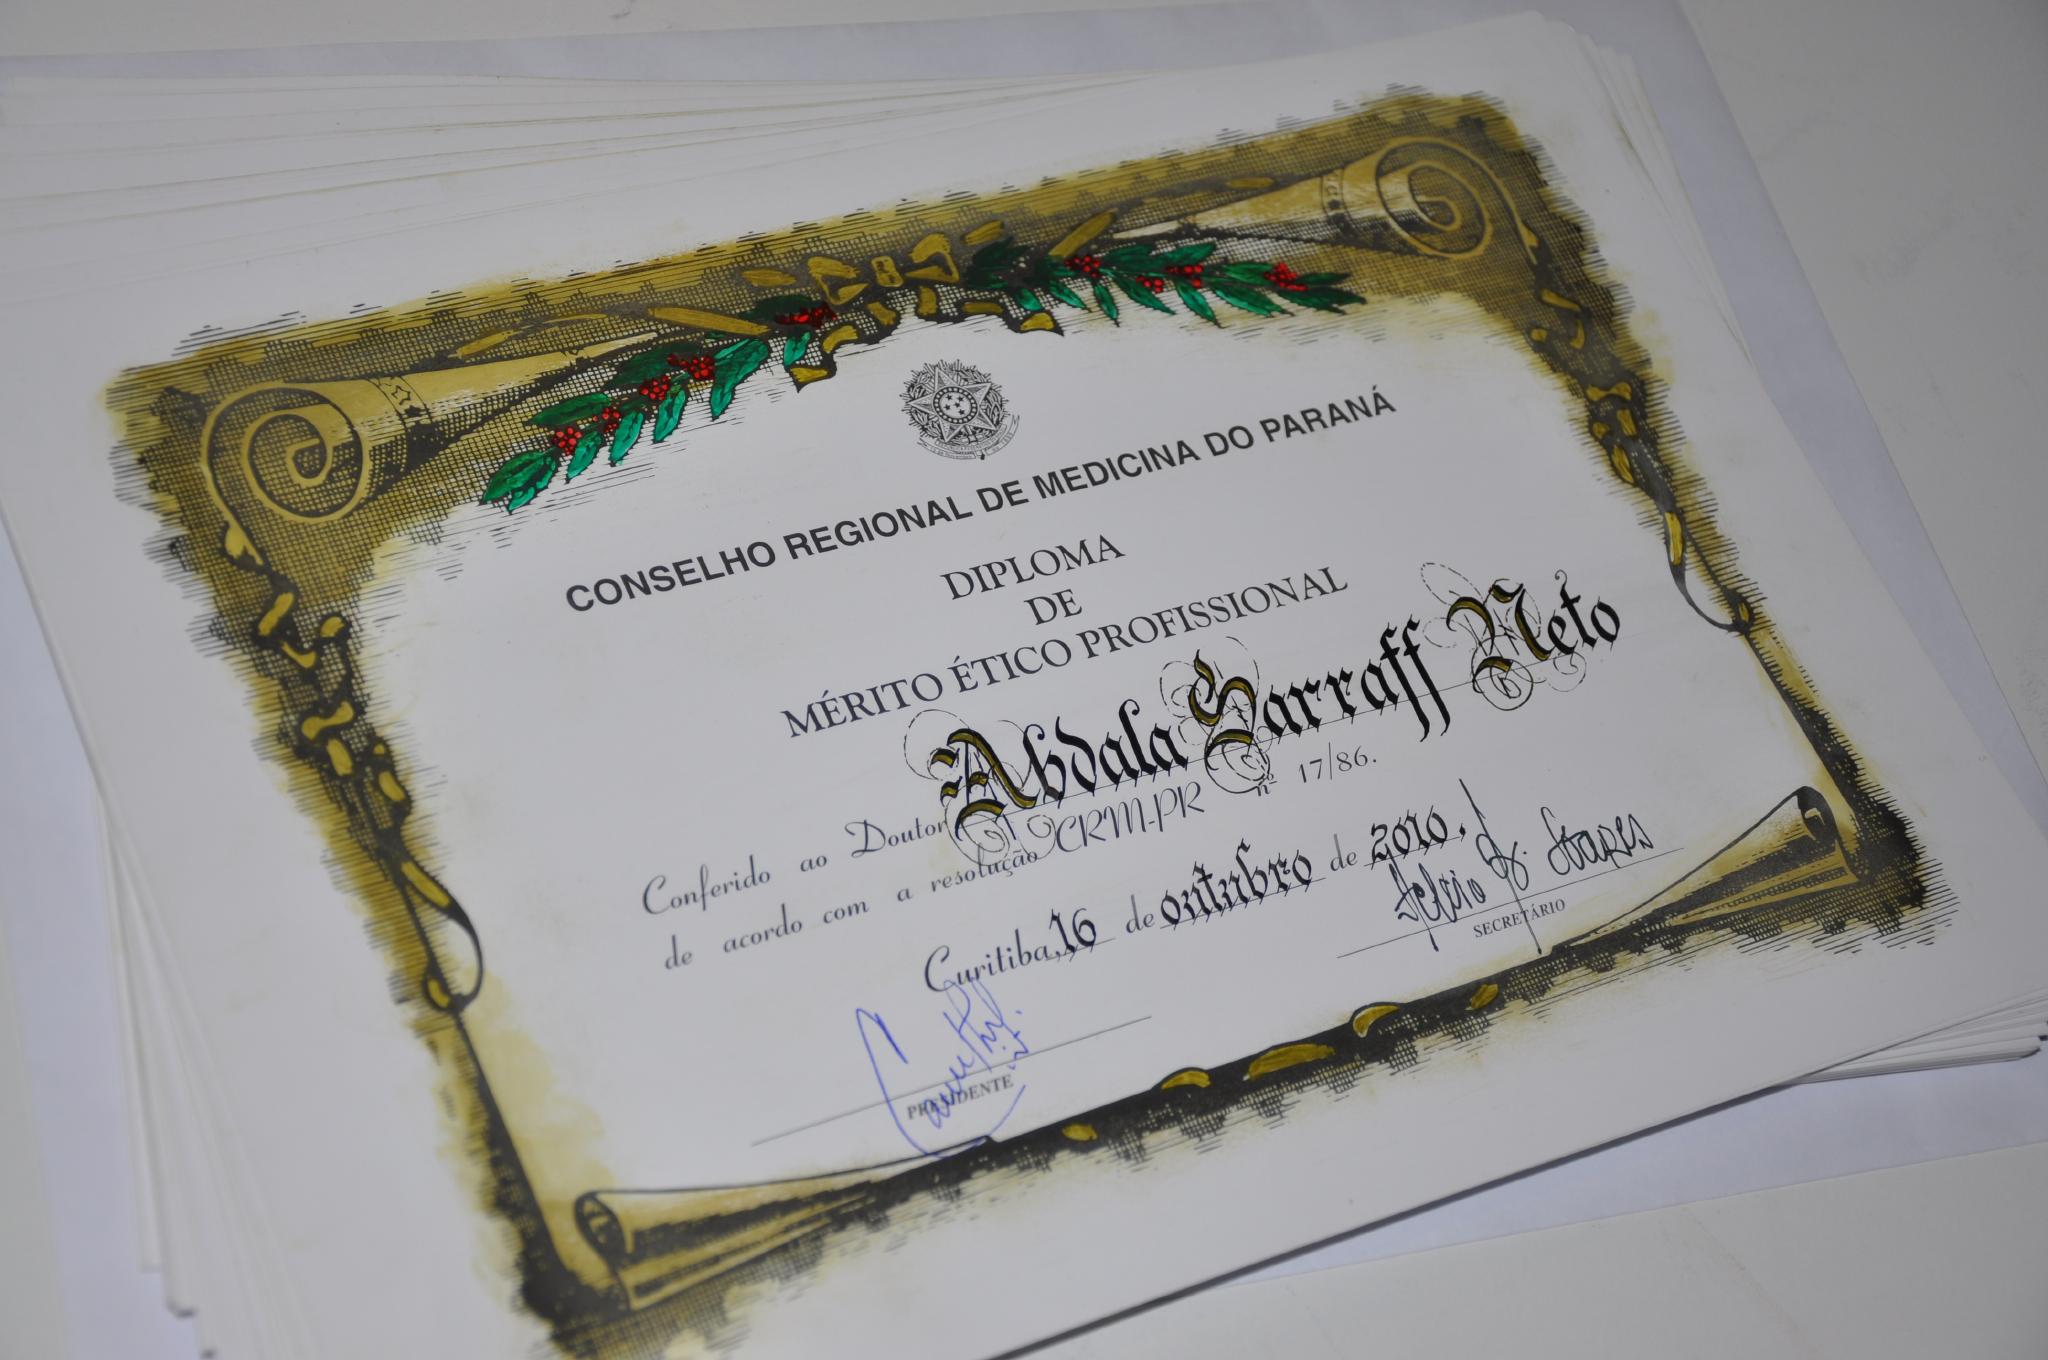 CONSELHO REGIONAL DE MEDICINA DO PARANÁ
DIPLOMA
DE
MÉRITO ÉTICO PROFISSIONAL
Conferido ao Doutor Abdala Sarraff Neto
de acordo com a resolução CRM-PR nº 17/86.
Curitiba, 16 de outubro de 2010.
SECRETÁRIO
PRESIDENTE